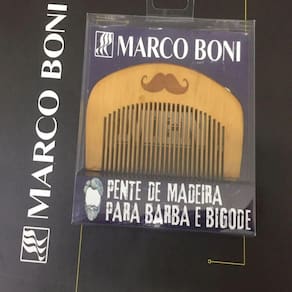 MARCO BONI
MARCO BONI
PENTE DE MADEIRA
PARA BARBA E BIGODE